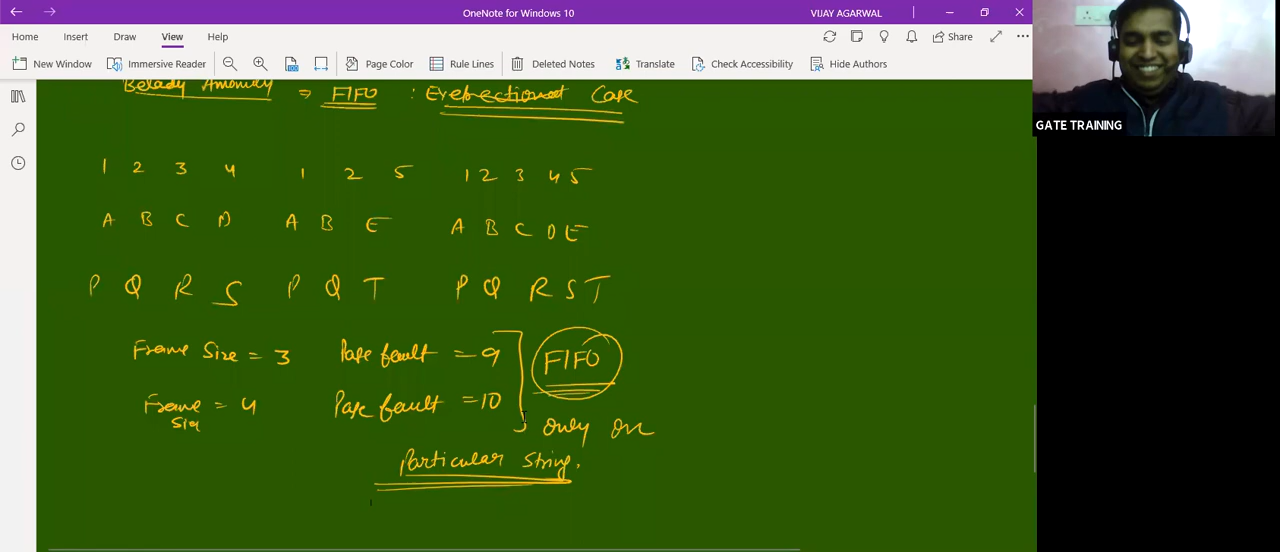 OneNote for Windows 10
VIJAY AGARWAL
Home Insert Draw View Help
Share
New Window Immersive Reader Page Color Rule Lines Deleted Notes Translate Check Accessibility Hide Authors
Belady Anomaly ⇒ FIFO : Case
GATE TRAINING
1 2 3 4 1 2 5 1 2 3 4 5
A B C D A B E A B C D E
P Q R S P Q T P Q R S T
Frame Size = 3 Page fault = 9
FIFO
Frame Size = 4 Page fault = 10
only on
Particular String.